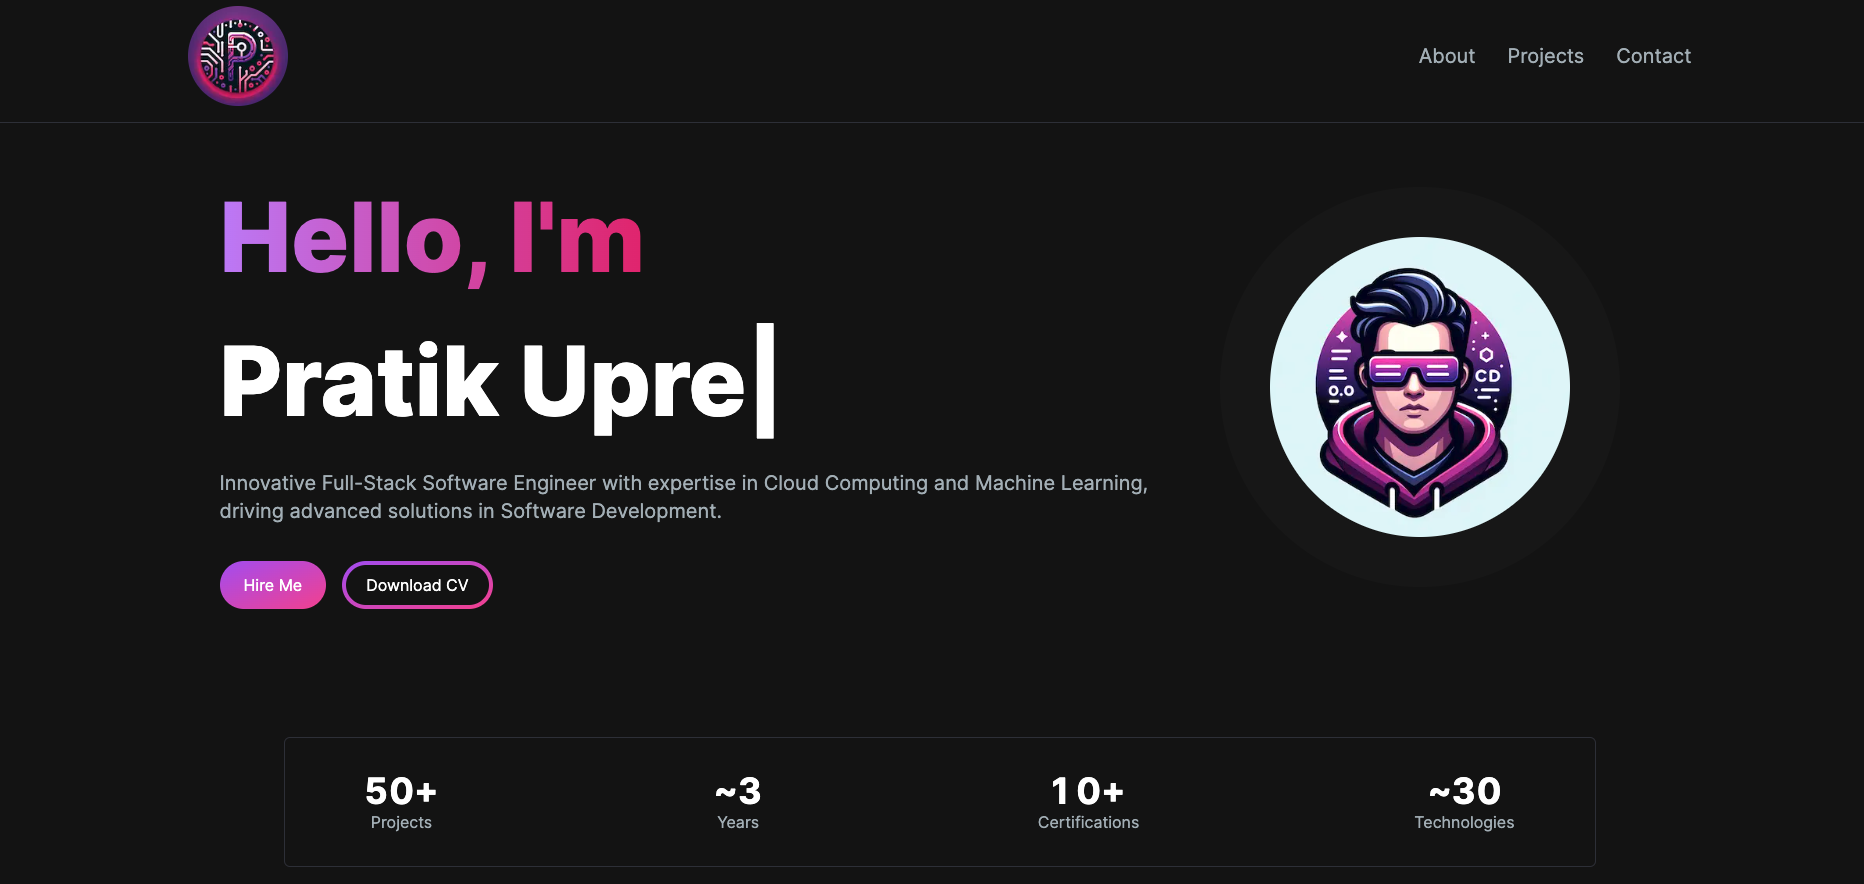 P
About Projects Contact
Hello, I'm
Pratik Upre
0.0
CD
Innovative Full-Stack Software Engineer with expertise in Cloud Computing and Machine Learning,
driving advanced solutions in Software Development.
Hire Me Download CV
50+ ~3 10+ ~30
Projects Years Certifications Technologies